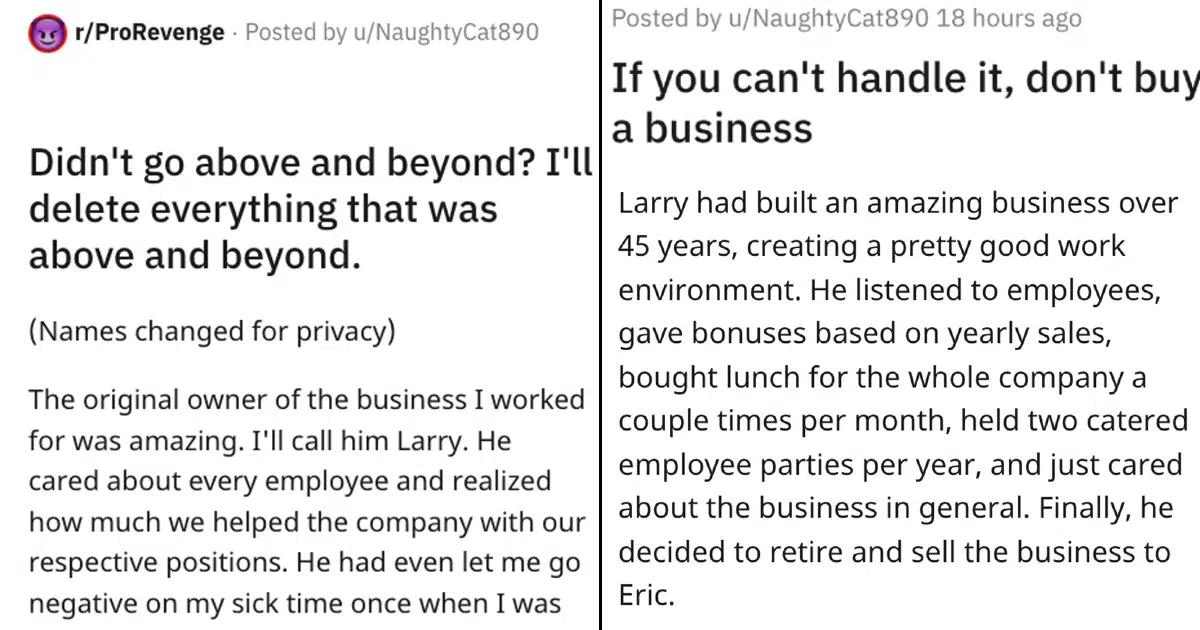 r/ProRevenge · Posted by u/NaughtyCat890
Didn't go above and beyond? I'll
delete everything that was
above and beyond.
(Names changed for privacy)
The original owner of the business I worked
for was amazing. I'll call him Larry. He
cared about every employee and realized
how much we helped the company with our
respective positions. He had even let me go
negative on my sick time once when I was
Posted by u/NaughtyCat890 18 hours ago
If you can't handle it, don't buy
a business
Larry had built an amazing business over
45 years, creating a pretty good work
environment. He listened to employees,
gave bonuses based on yearly sales,
bought lunch for the whole company a
couple times per month, held two catered
employee parties per year, and just cared
about the business in general. Finally, he
decided to retire and sell the business to
Eric.